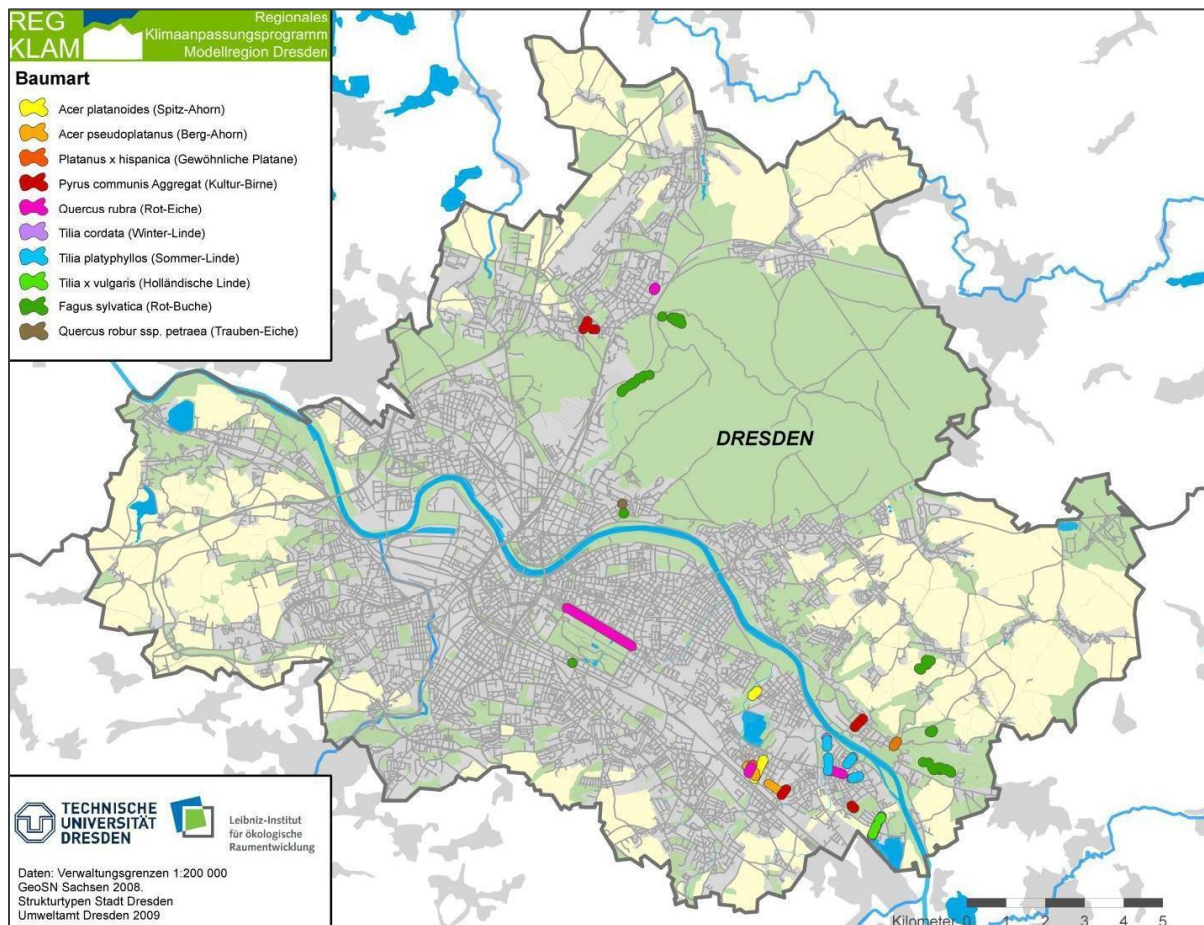 REG
KLAM
Regionales
Klimaanpassungsprogramm
Modellregion Dresden
Baumart
Acer platanoides (Spitz-Ahorn)
Acer pseudoplatanus (Berg-Ahorn)
Platanus x hispanica (Gewöhnliche Platane)
Pyrus communis Aggregat (Kultur-Birne)
Quercus rubra (Rot-Eiche)
Tilia cordata (Winter-Linde)
Tilia platyphyllos (Sommer-Linde)
Tilia x vulgaris (Holländische Linde)
Fagus sylvatica (Rot-Buche)
Quercus robur ssp. petraea (Trauben-Eiche)
DRESDEN
TECHNISCHE
UNIVERSITÄT
DRESDEN
Leibniz-Institut
für ökologische
Raumentwicklung
Daten: Verwaltungsgrenzen 1:200 000
GeoSN Sachsen 2008.
Strukturtypen Stadt Dresden
Umweltamt Dresden 2009
Kilometer 0 1 2 3 4 5